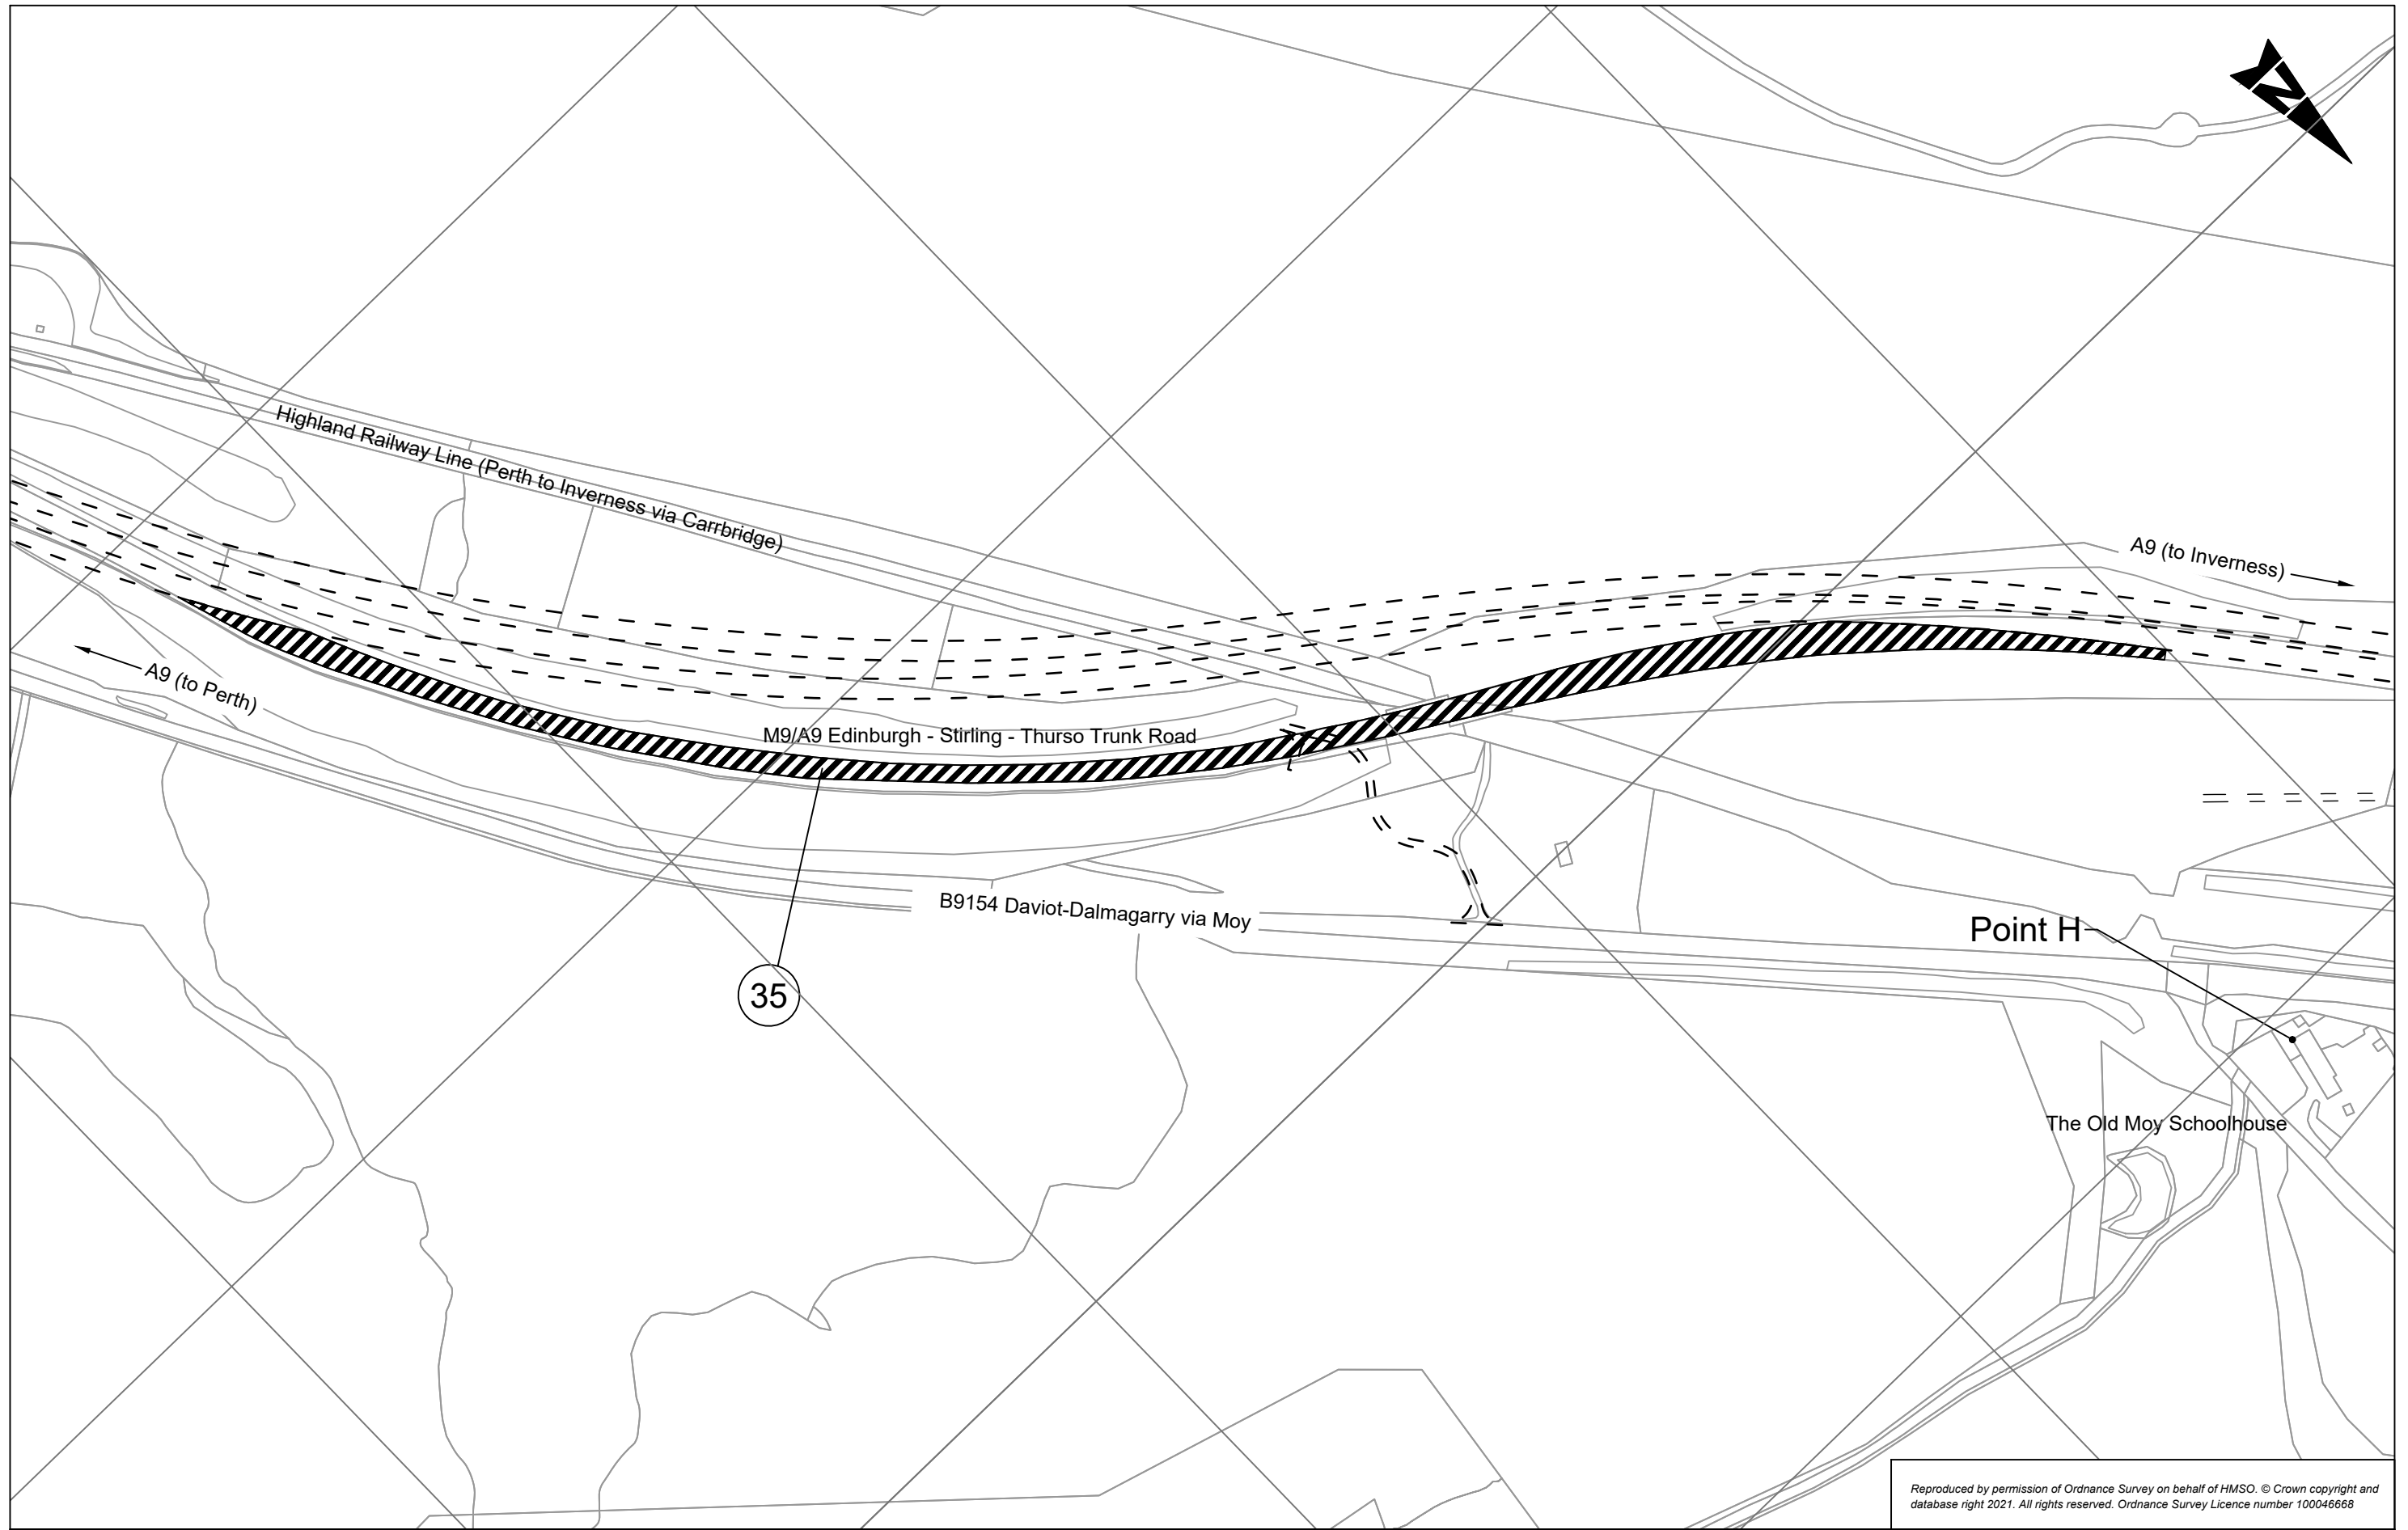 N
Highland Railway Line (Perth to Inverness via Carrbridge)
A9 (to Inverness)
A9 (to Perth)
M9/A9 Edinburgh - Stirling - Thurso Trunk Road
B9154 Daviot-Dalmagarry via Moy
Point H
35
The Old Moy Schoolhouse
Reproduced by permission of Ordnance Survey on behalf of HMSO. © Crown copyright and
database right 2021. All rights reserved. Ordnance Survey Licence number 100046668